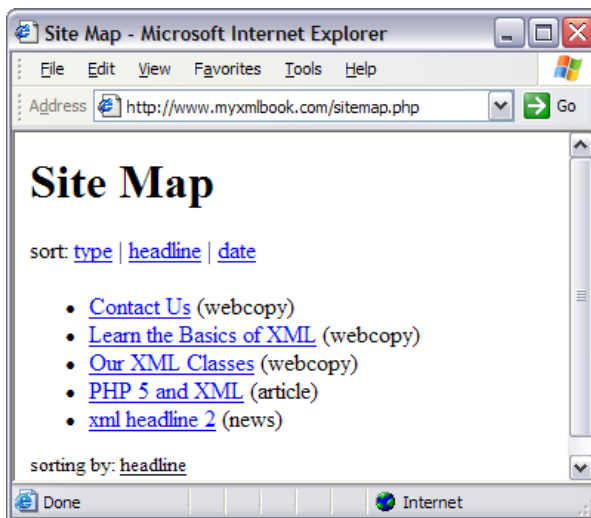 Site Map - Microsoft Internet Explorer
File Edit View Favorites Tools Help
Address http://www.myxmlbook.com/sitemap.php Go
Site Map
sort: type | headline | date
• Contact Us (webcopy)
• Learn the Basics of XML (webcopy)
• Our XML Classes (webcopy)
• PHP 5 and XML (article)
• xml headline 2 (news)
sorting by: headline
Done Internet